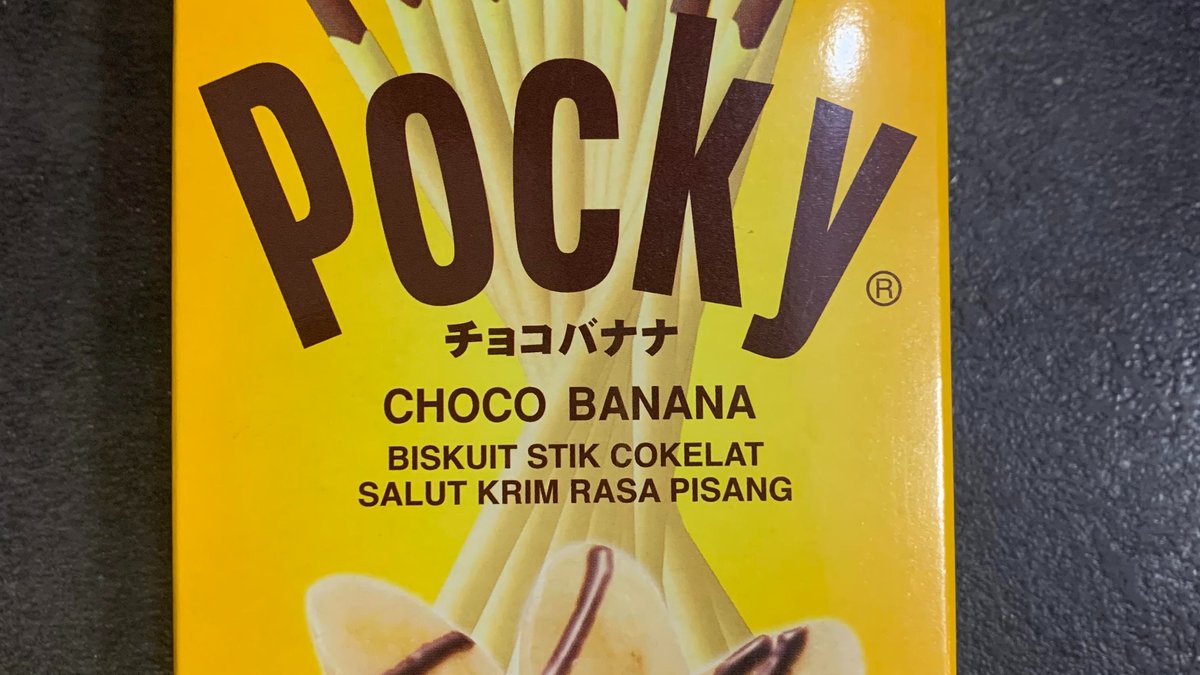 Pocky®
チョコバナナ
CHOCO BANANA
BISKUIT STIK COKELAT
SALUT KRIM RASA PISANG